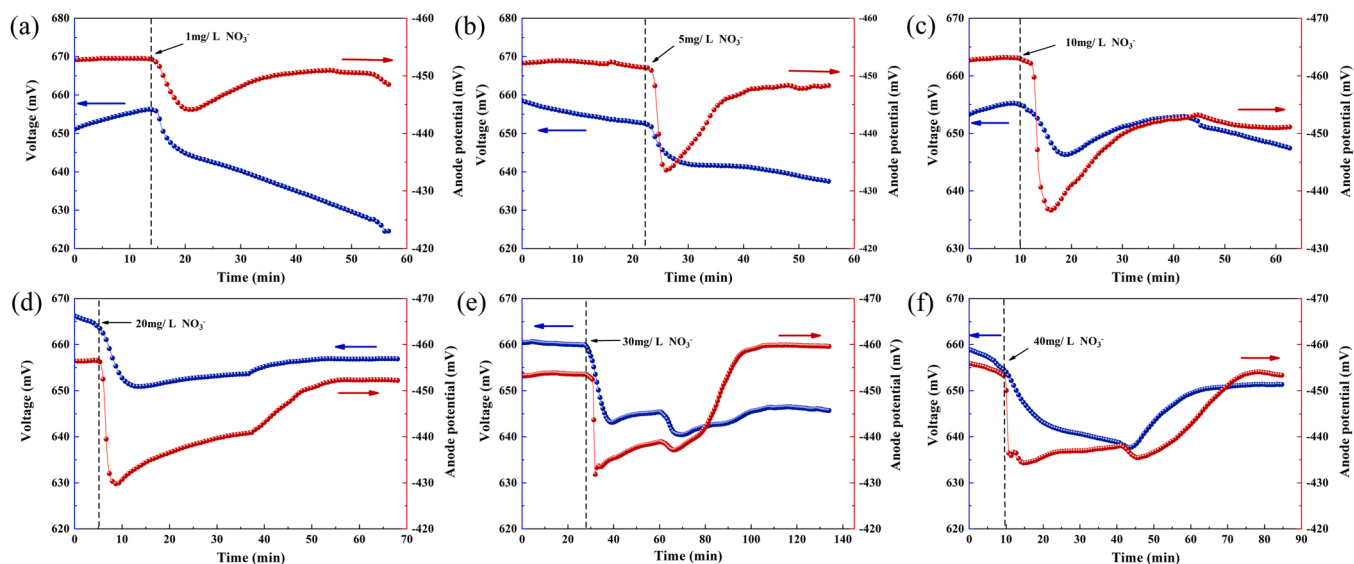 (a)
680
670
660
650
640
630
620
Voltage (mV)
1mg/ L NO₃⁻
-460
-450
-440
-430
-420
Anode potential (mV)
0 10 20 30 40 50 60
Time (min)
(b)
680
670
660
650
640
630
620
Voltage (mV)
5mg/ L NO₃⁻
-460
-450
-440
-430
-420
Anode potential (mV)
0 10 20 30 40 50 60
Time (min)
(c)
670
660
650
640
630
Voltage (mV)
10mg/ L NO₃⁻
-470
-460
-450
-440
-430
Anode potential (mV)
0 10 20 30 40 50 60
Time (min)
(d)
670
660
650
640
630
620
Voltage (mV)
20mg/ L NO₃⁻
-470
-460
-450
-440
-430
-420
Anode potential (mV)
0 10 20 30 40 50 60 70
Time (min)
(e)
670
660
650
640
630
620
Voltage (mV)
30mg/ L NO₃⁻
-470
-460
-450
-440
-430
-420
Anode potential (mV)
0 20 40 60 80 100 120 140
Time (min)
(f)
670
660
650
640
630
620
Voltage (mV)
40mg/ L NO₃⁻
-470
-460
-450
-440
-430
-420
Anode potential (mV)
0 10 20 30 40 50 60 70 80 90
Time (min)